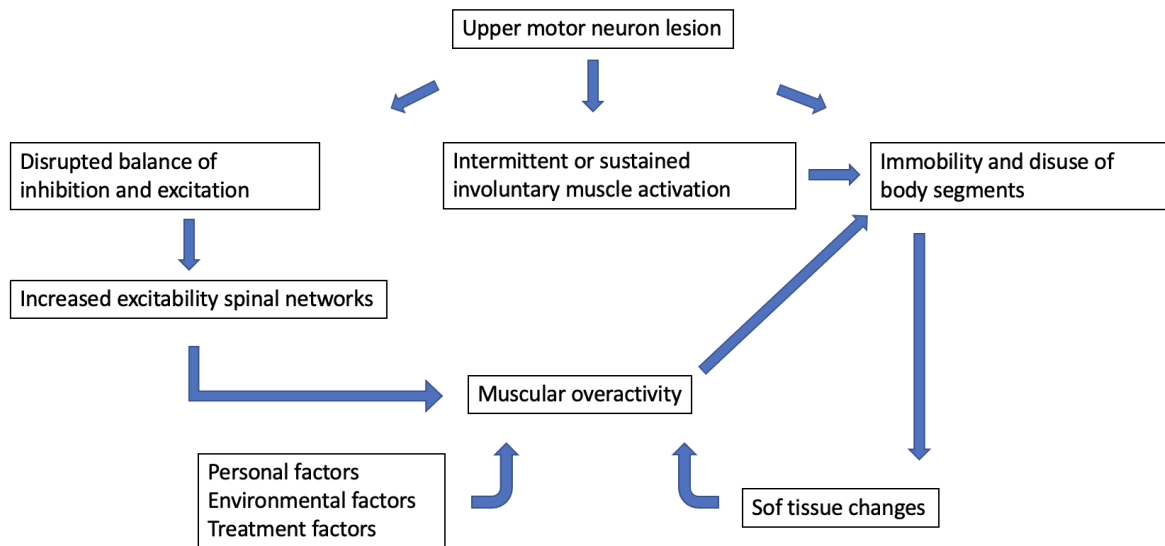 Upper motor neuron lesion
Disrupted balance of
inhibition and excitation
Intermittent or sustained
involuntary muscle activation
Immobility and disuse of
body segments
Increased excitability spinal networks
Muscular overactivity
Personal factors
Environmental factors
Treatment factors
Sof tissue changes